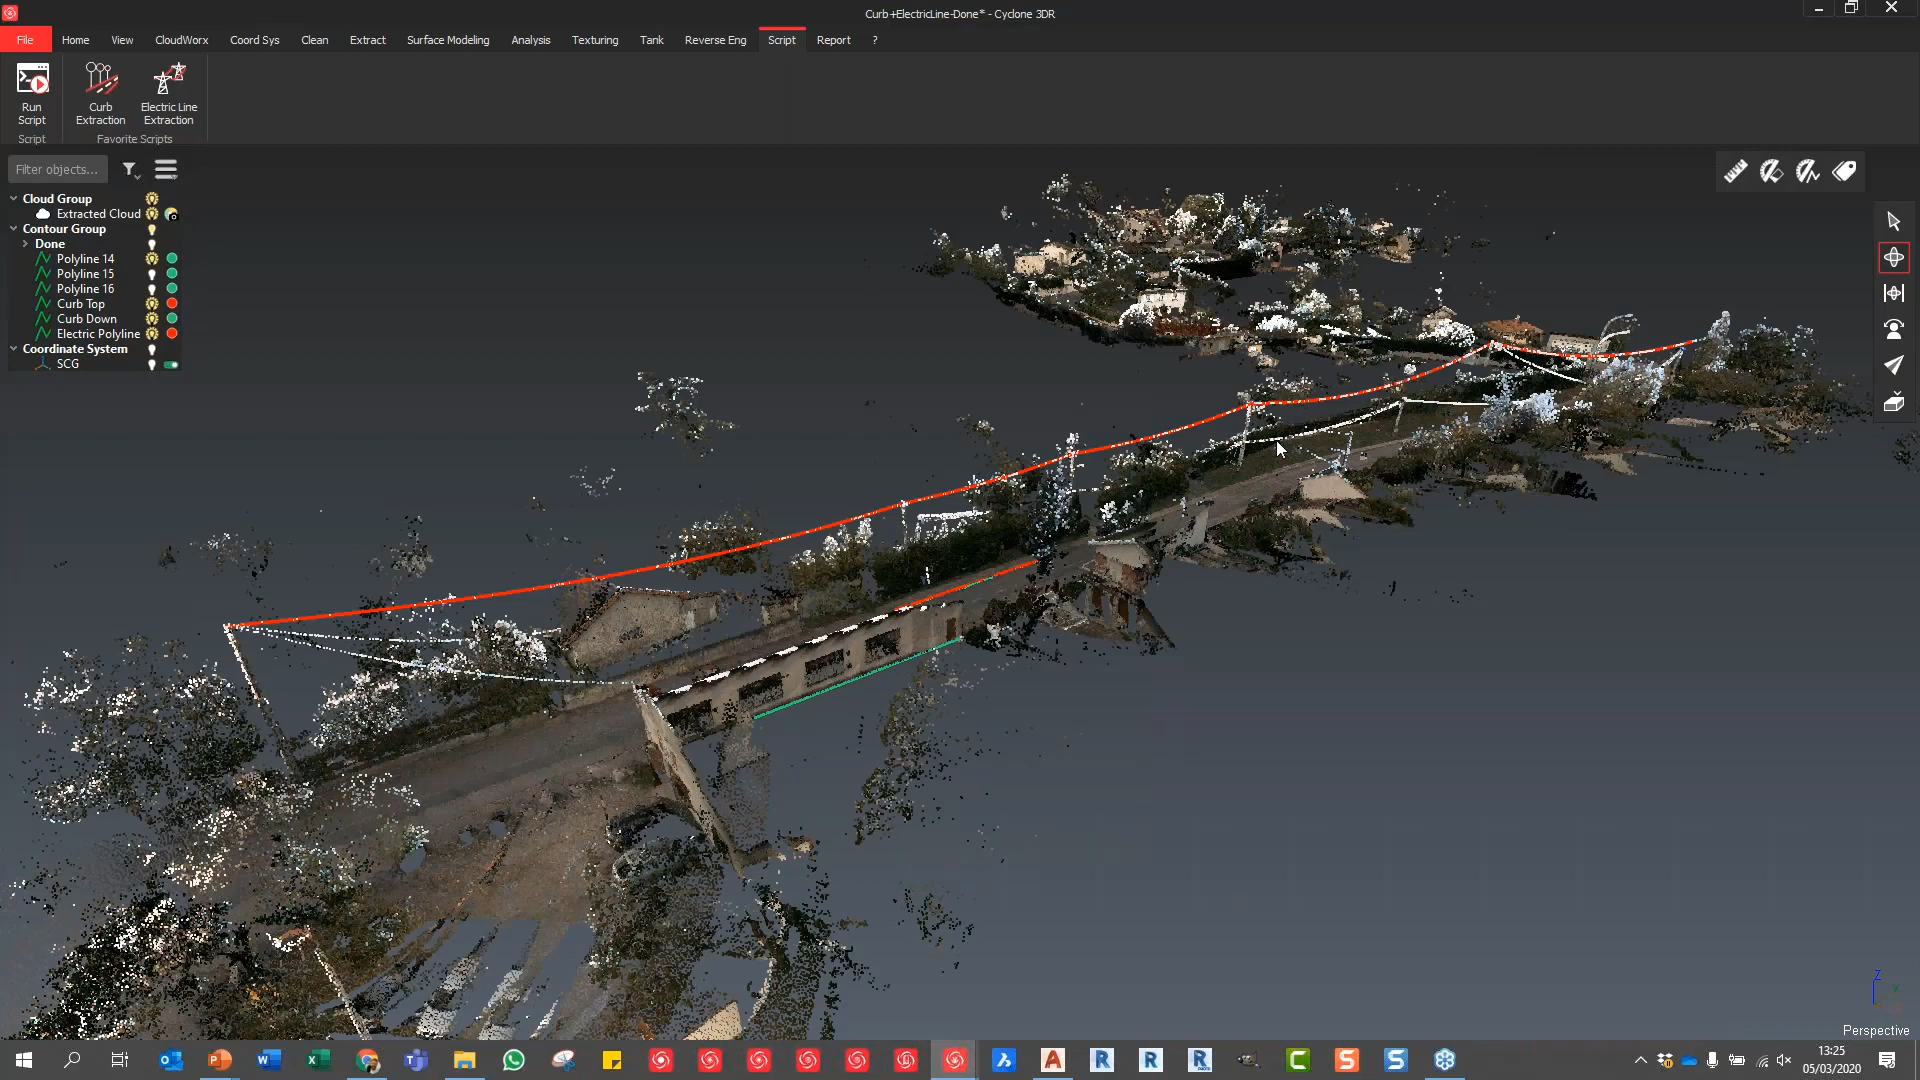 Curb+ElectricLine-Done* - Cyclone 3DR
File Home View CloudWorx Coord Sys Clean Extract Surface Modeling Analysis Texturing Tank Reverse Eng Script Report ?
Run Script
Curb Extraction
Electric Line Extraction
Script
Favorite Scripts
Filter objects...
Cloud Group
Extracted Cloud
Contour Group
Done
Polyline 14
Polyline 15
Polyline 16
Curb Top
Curb Down
Electric Polyline
Coordinate System
SCG
Z
Y
Perspective
13:25
05/03/2020